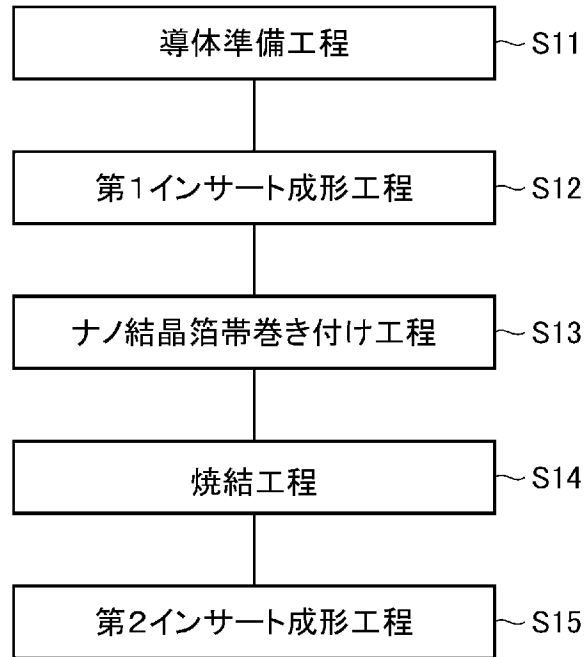 導体準備工程 S11
第1インサート成形工程 S12
ナノ結晶箔帯巻き付け工程 S13
焼結工程 S14
第2インサート成形工程 S15